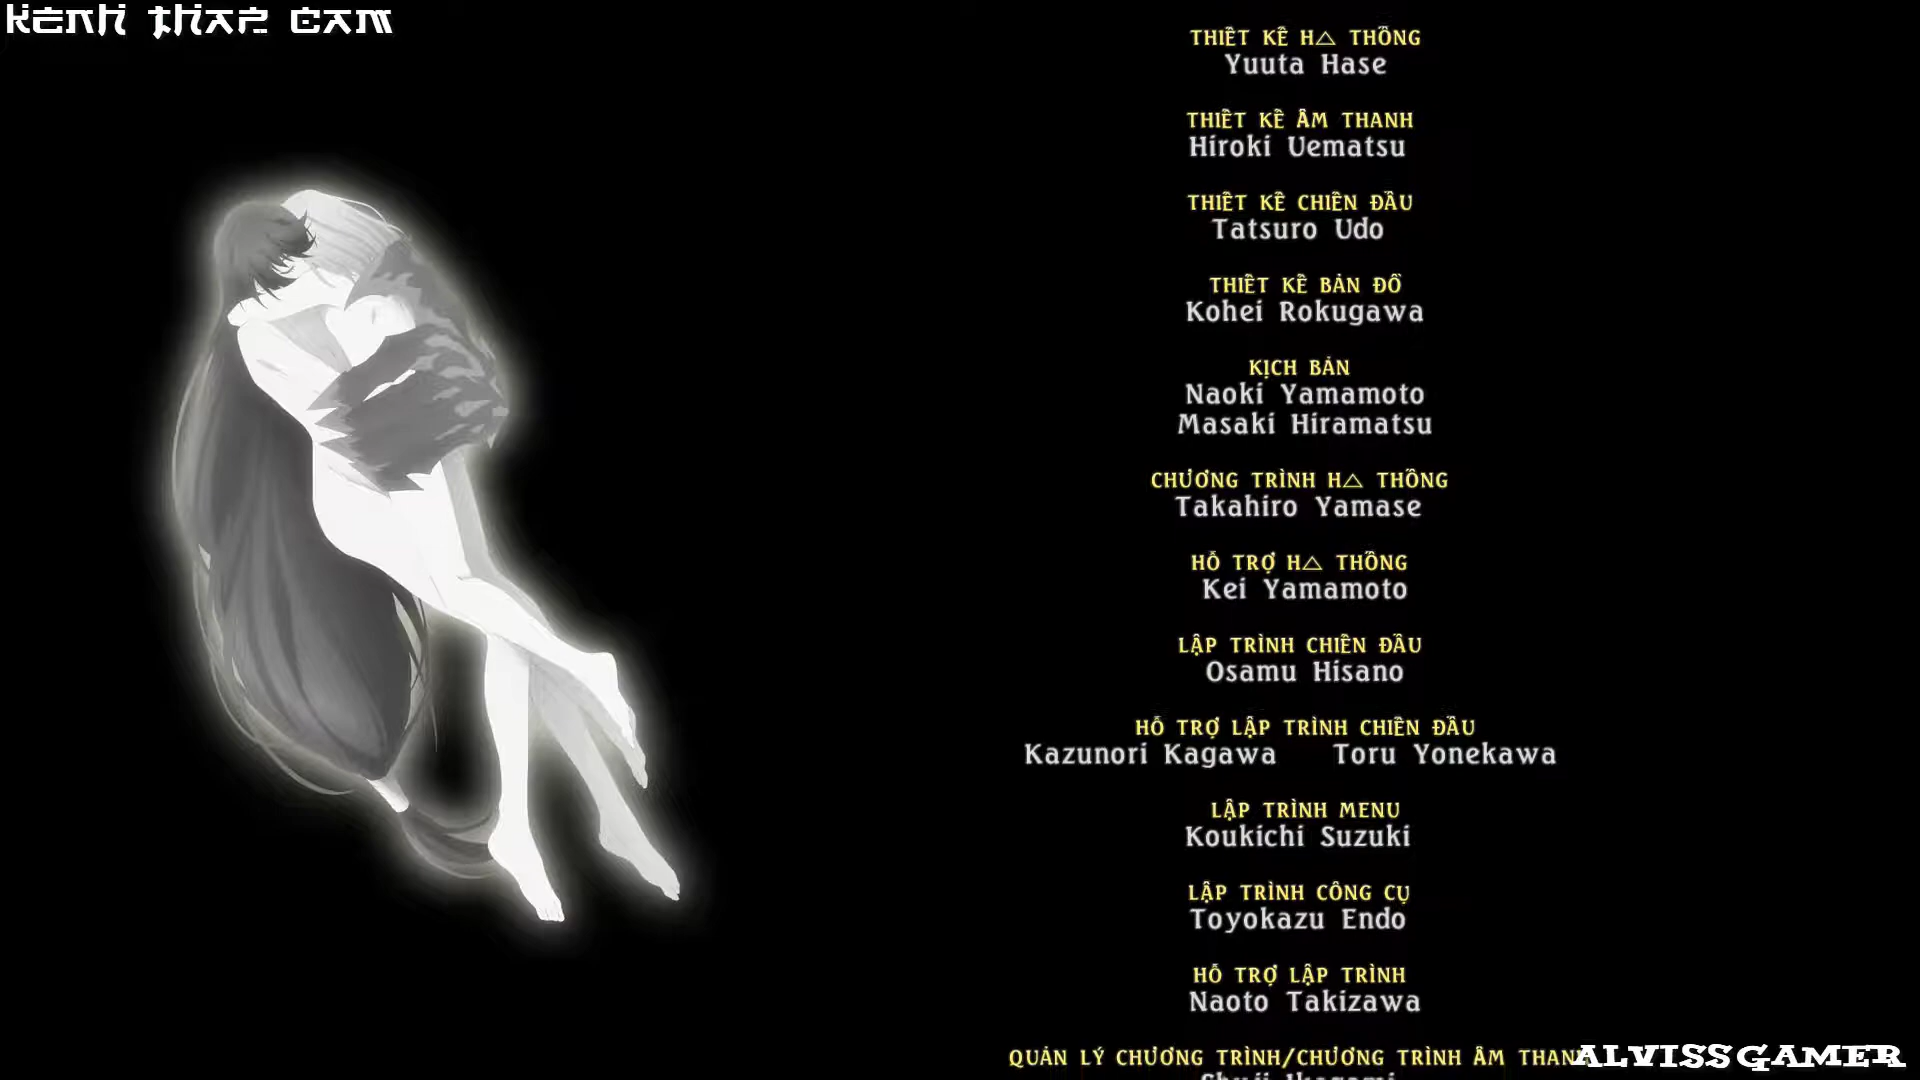 KÊNH THẬP CẨM
THIẾT KẾ H△ THỐNG
Yuuta Hase
THIẾT KẾ ÂM THANH
Hiroki Uematsu
THIẾT KẾ CHIẾN ĐẤU
Tatsuro Udo
THIẾT KẾ BẢN ĐỒ
Kohei Rokugawa
KỊCH BẢN
Naoki Yamamoto
Masaki Hiramatsu
CHƯƠNG TRÌNH H△ THỐNG
Takahiro Yamase
HỖ TRỢ H△ THỐNG
Kei Yamamoto
LẬP TRÌNH CHIẾN ĐẤU
Osamu Hisano
HỖ TRỢ LẬP TRÌNH CHIẾN ĐẤU
Kazunori Kagawa Toru Yonekawa
LẬP TRÌNH MENU
Koukichi Suzuki
LẬP TRÌNH CÔNG CỤ
Toyokazu Endo
HỖ TRỢ LẬP TRÌNH
Naoto Takizawa
QUẢN LÝ CHƯƠNG TRÌNH/CHƯƠNG TRÌNH ÂM THANH
ALVISSGAMER